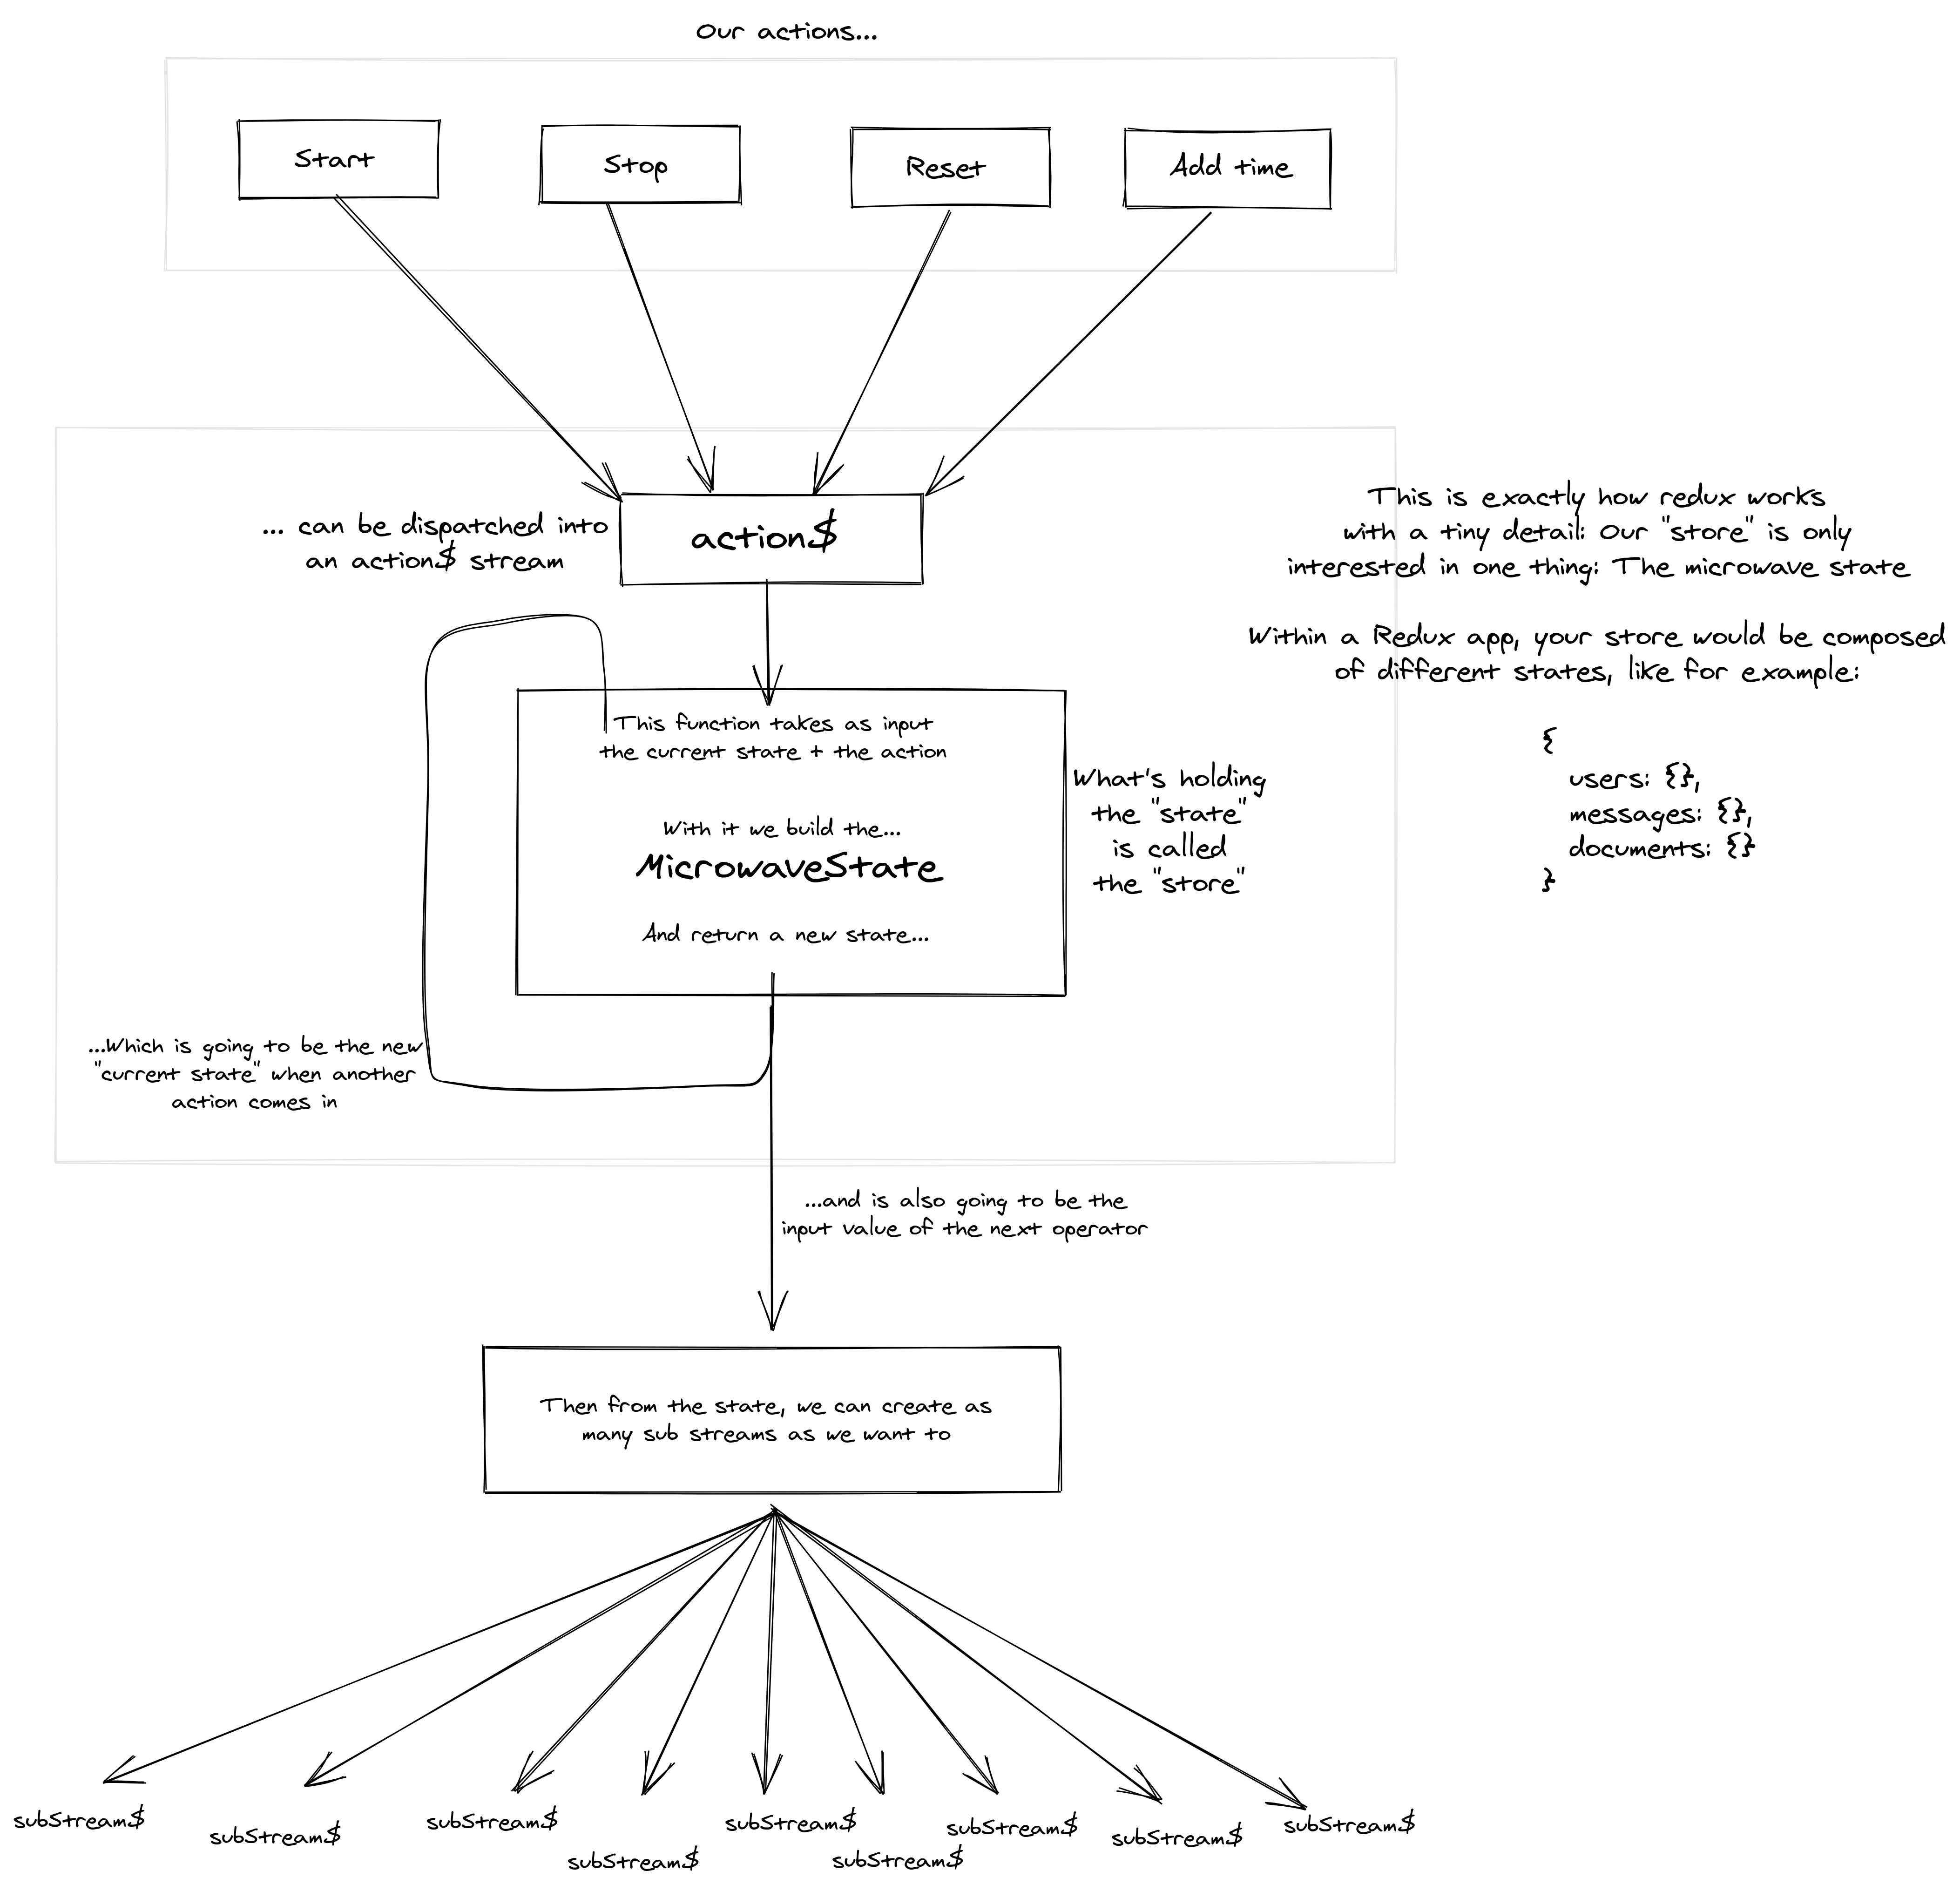 Our actions...
Start
Stop
Reset
Add time
... can be dispatched into
an action$ stream
action$
This is exactly how redux works
with a tiny detail: Our "store" is only
interested in one thing: The microwave state
Within a Redux app, your store would be composed
of different states, like for example:
{
users: {},
messages: {},
documents: {}
}
This function takes as input
the current state + the action
With it we build the...
MicrowaveState
And return a new state...
What's holding
the "state"
is called
the "store"
...Which is going to be the new
"current state" when another
action comes in
...and is also going to be the
input value of the next operator
Then from the state, we can create as
many sub streams as we want to
subStream$
subStream$
subStream$
subStream$
subStream$
subStream$
subStream$
subStream$
subStream$